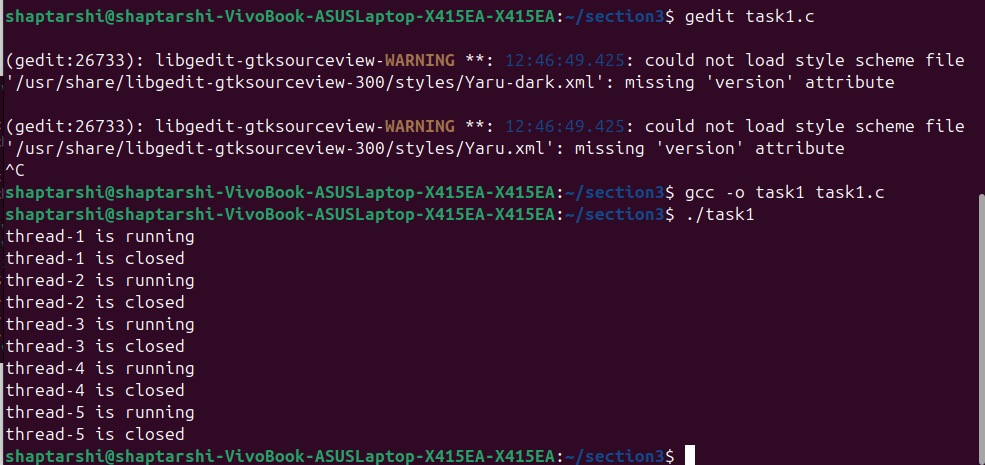 shaptarshi@shaptarshi-VivoBook-ASUSLaptop-X415EA-X415EA:~/section3$ gedit task1.c
(gedit:26733): libgedit-gtksourceview-WARNING **: 12:46:49.425: could not load style scheme file
'/usr/share/libgedit-gtksourceview-300/styles/Yaru-dark.xml': missing 'version' attribute
(gedit:26733): libgedit-gtksourceview-WARNING **: 12:46:49.425: could not load style scheme file
'/usr/share/libgedit-gtksourceview-300/styles/Yaru.xml': missing 'version' attribute
^C
shaptarshi@shaptarshi-VivoBook-ASUSLaptop-X415EA-X415EA:~/section3$ gcc -o task1 task1.c
shaptarshi@shaptarshi-VivoBook-ASUSLaptop-X415EA-X415EA:~/section3$ ./task1
thread-1 is running
thread-1 is closed
thread-2 is running
thread-2 is closed
thread-3 is running
thread-3 is closed
thread-4 is running
thread-4 is closed
thread-5 is running
thread-5 is closed
shaptarshi@shaptarshi-VivoBook-ASUSLaptop-X415EA-X415EA:~/section3$